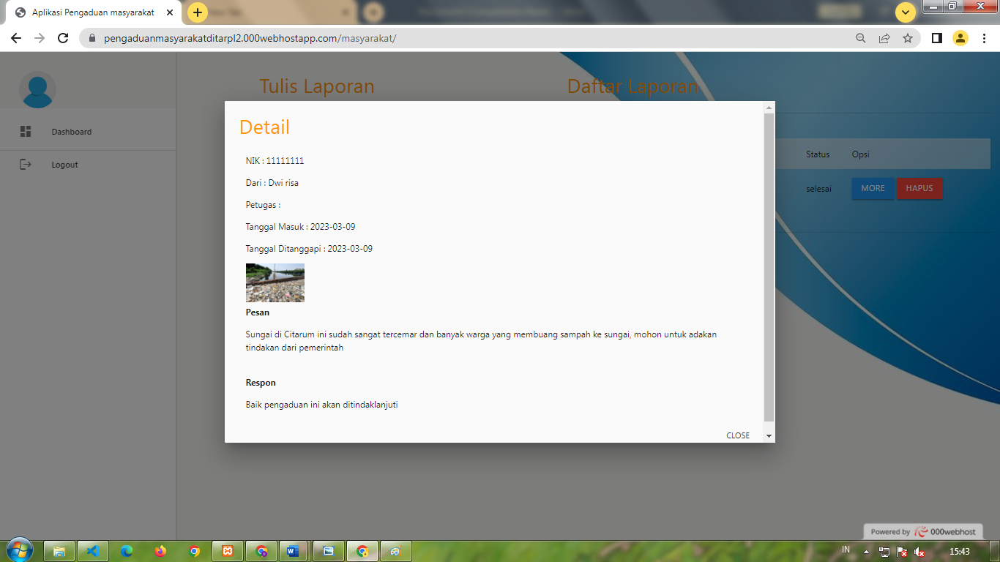 Aplikasi Pengaduan masyarakat
pengaduanmasyarakatditarpl2.000webhostapp.com/masyarakat/
Tulis Laporan
Daftar Laporan
Dashboard
Logout
Status
Opsi
selesai
MORE
HAPUS
Detail
NIK : 11111111
Dari : Dwi risa
Petugas :
Tanggal Masuk : 2023-03-09
Tanggal Ditanggapi : 2023-03-09
Pesan
Sungai di Citarum ini sudah sangat tercemar dan banyak warga yang membuang sampah ke sungai, mohon untuk adakan
tindakan dari pemerintah
Respon
Baik pengaduan ini akan ditindaklanjuti
CLOSE
Powered by 000webhost
IN
15:43